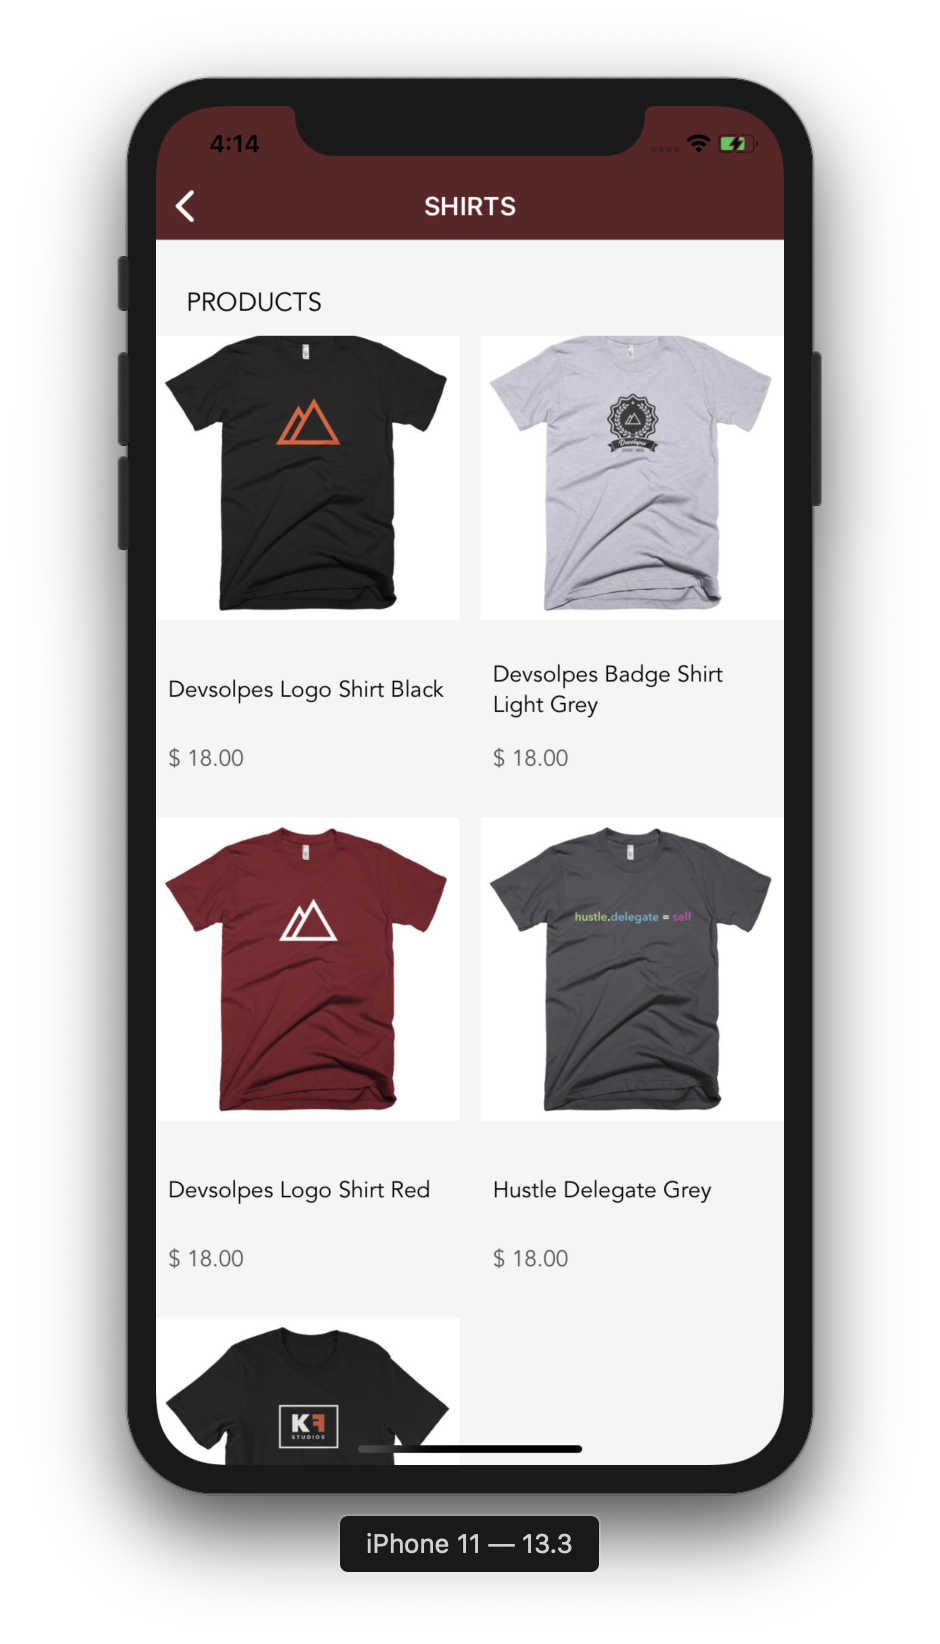 4:14
SHIRTS
PRODUCTS
Developer
Devsolpes Logo Shirt Black
Devsolpes Badge Shirt
Light Grey
$ 18.00
$ 18.00
hustle.delegate = self
Devsolpes Logo Shirt Red
Hustle Delegate Grey
$ 18.00
$ 18.00
KF
STUDIOS
iPhone 11 — 13.3